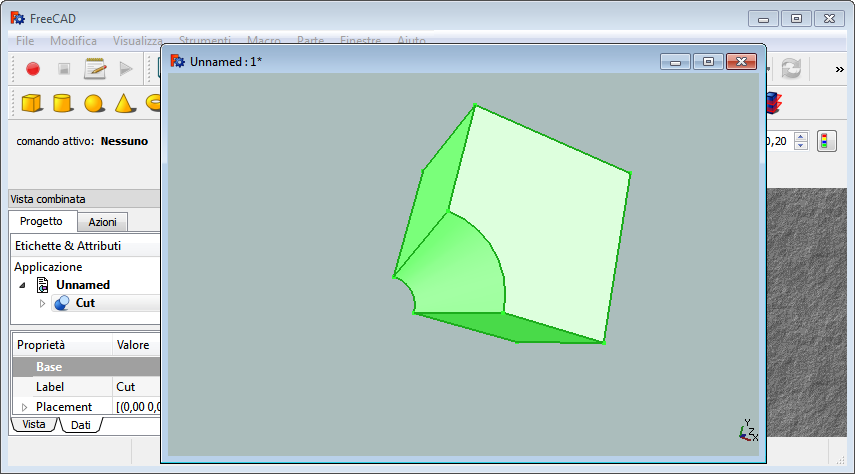 FreeCAD
File Modifica Visualizza Strumenti Macro Parte Finestre Aiuto
Unnamed : 1*
»
comando attivo: Nessuno
0,20
Vista combinata
Progetto Azioni
Etichette & Attributi
Applicazione
Unnamed
Cut
Proprietà Valore
Base
Label Cut
Placement [(0,00 0,0
Vista Dati
Y
Z
X